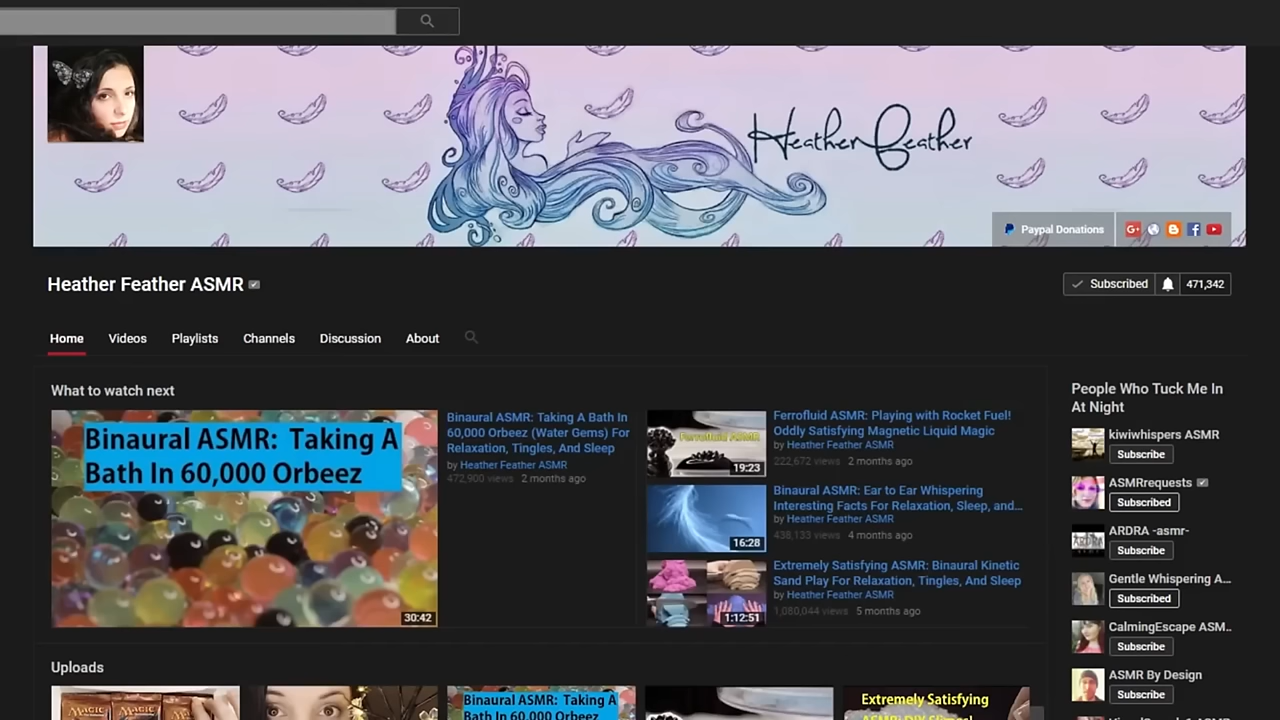 HeatherFeather
Paypal Donations
Heather Feather ASMR
Subscribed
471,342
Home
Videos
Playlists
Channels
Discussion
About
What to watch next
Binaural ASMR: Taking A
Bath In 60,000 Orbeez
30:42
Binaural ASMR: Taking A Bath In
60,000 Orbeez (Water Gems) For
Relaxation, Tingles, And Sleep
by Heather Feather ASMR
472,900 views 2 months ago
Ferrofluid ASMR
19:23
Ferrofluid ASMR: Playing with Rocket Fuel!
Oddly Satisfying Magnetic Liquid Magic
by Heather Feather ASMR
222,672 views 2 months ago
16:28
Binaural ASMR: Ear to Ear Whispering
Interesting Facts For Relaxation, Sleep, and...
by Heather Feather ASMR
438,133 views 4 months ago
1:12:51
Extremely Satisfying ASMR: Binaural Kinetic
Sand Play For Relaxation, Tingles, And Sleep
by Heather Feather ASMR
1,080,044 views 5 months ago
People Who Tuck Me In
At Night
kiwiwhispers ASMR
Subscribe
ASMRrequests
Subscribed
ARDRA -asmr-
Subscribe
Gentle Whispering A...
Subscribed
CalmingEscape ASM..
Subscribe
ASMR By Design
Subscribe
Uploads
MAGIC
MAGIC
Binaural ASMR: Taking A
Bath In 60,000 Orbeez
Extremely Satisfying